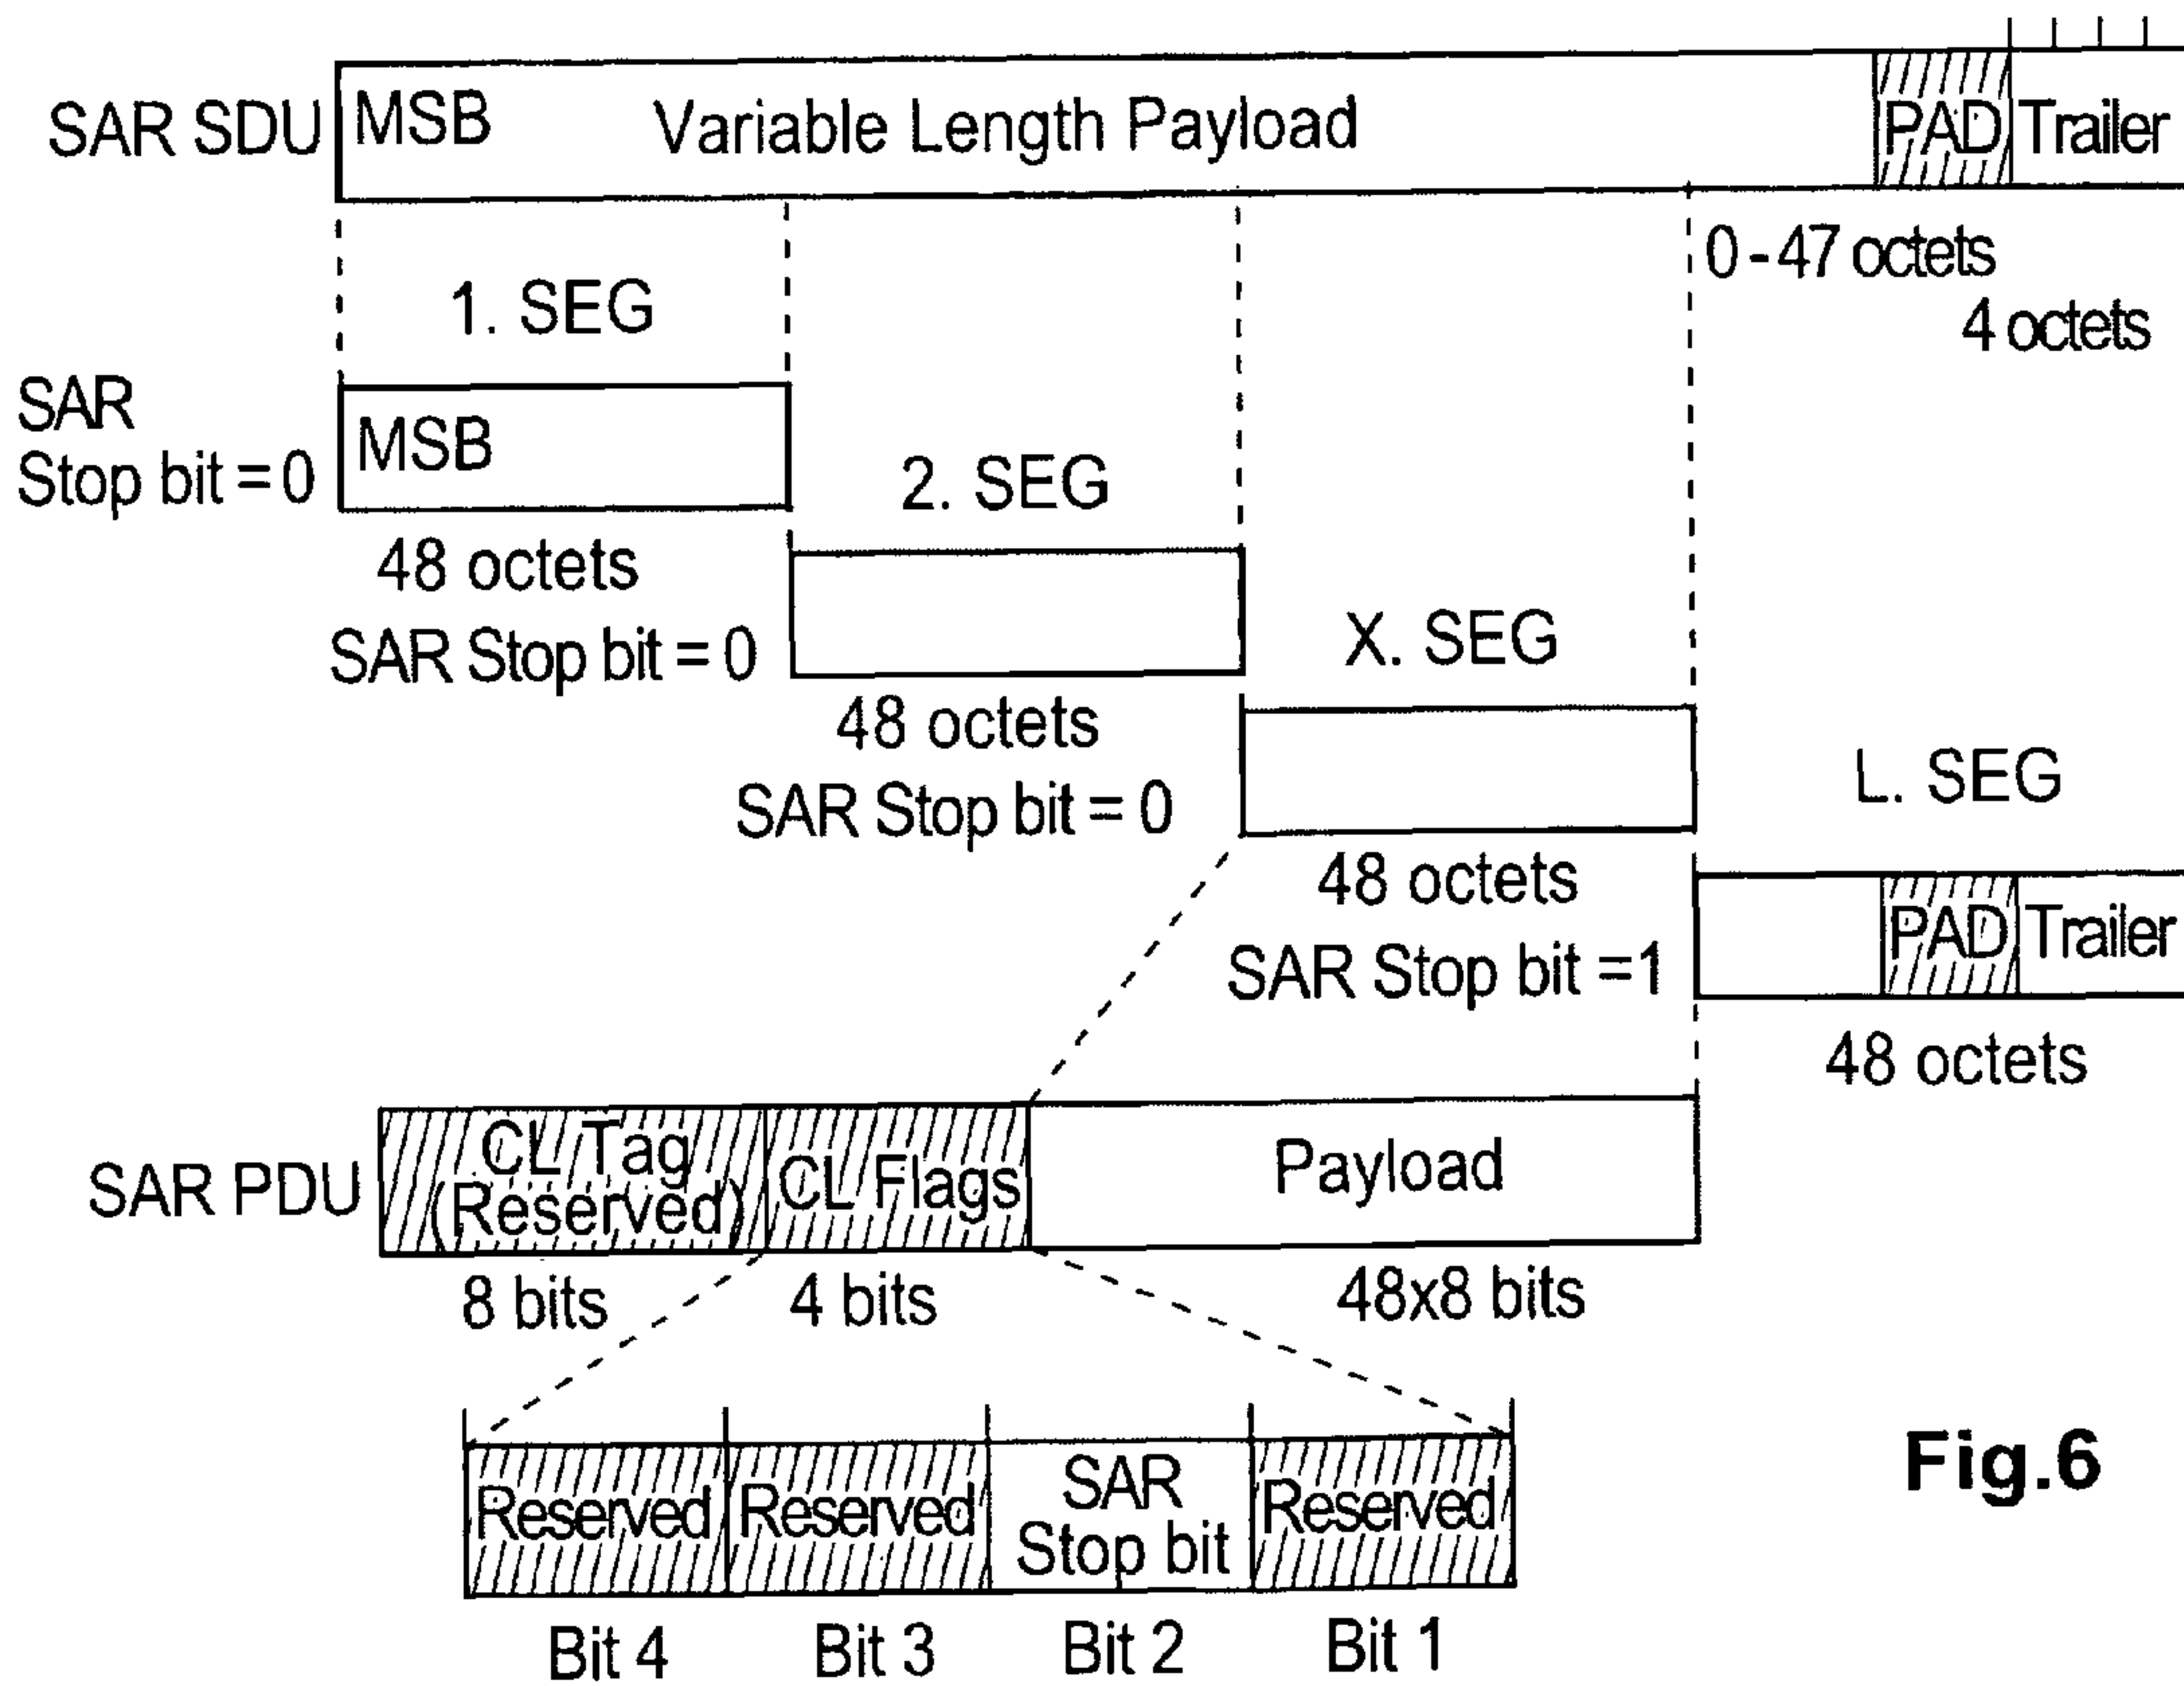 SAR SDU MSB Variable Length Payload PAD Trailer
0 - 47 octets
4 octets
1. SEG
SAR
Stop bit = 0
MSB
48 octets
2. SEG
SAR Stop bit = 0
48 octets
X. SEG
SAR Stop bit = 0
48 octets
L. SEG
SAR Stop bit =1
PAD Trailer
48 octets
SAR PDU
CL Tag
(Reserved)
CL Flags
Payload
8 bits 4 bits 48x8 bits
Reserved Reserved SAR
Stop bit
Reserved
Bit 4 Bit 3 Bit 2 Bit 1
Fig.6